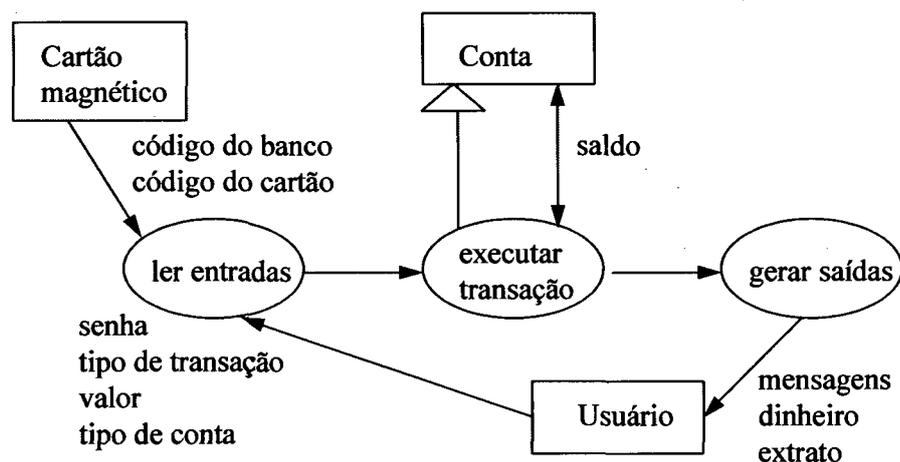 Cartão
magnético
Conta
código do banco
código do cartão
saldo
ler entradas
executar
transação
gerar saídas
senha
tipo de transação
valor
tipo de conta
Usuário
mensagens
dinheiro
extrato